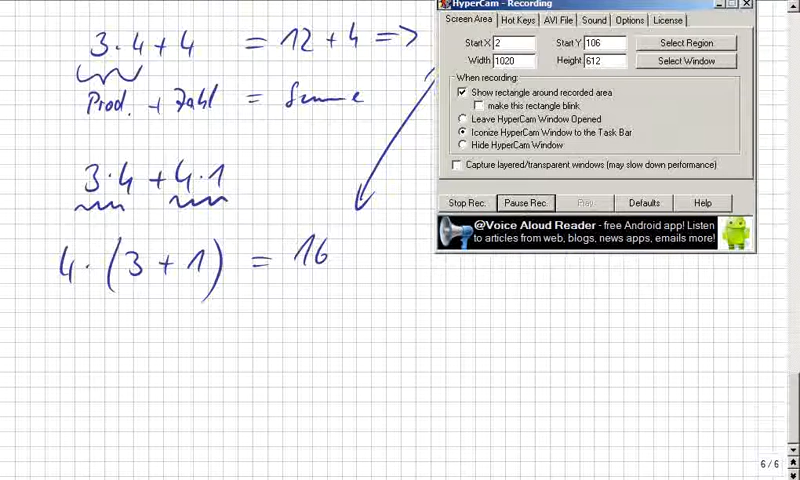 3·4+4 = 12+4 =>
Prod. + Zahl = Summe
3·4 + 4·1
4·(3+1) = 16
HyperCam - Recording
Screen Area Hot Keys AVI File Sound Options License
Start X 2 Start Y 106 Select Region
Width 1020 Height 612 Select Window
When recording:
Show rectangle around recorded area
make this rectangle blink
Leave HyperCam Window Opened
Iconize HyperCam Window to the Task Bar
Hide HyperCam Window
Capture layered/transparent windows (may slow down performance)
Stop Rec. Pause Rec. Play Defaults Help
@Voice Aloud Reader - free Android app! Listen
to articles from web, blogs, news apps, emails more!
6 / 6